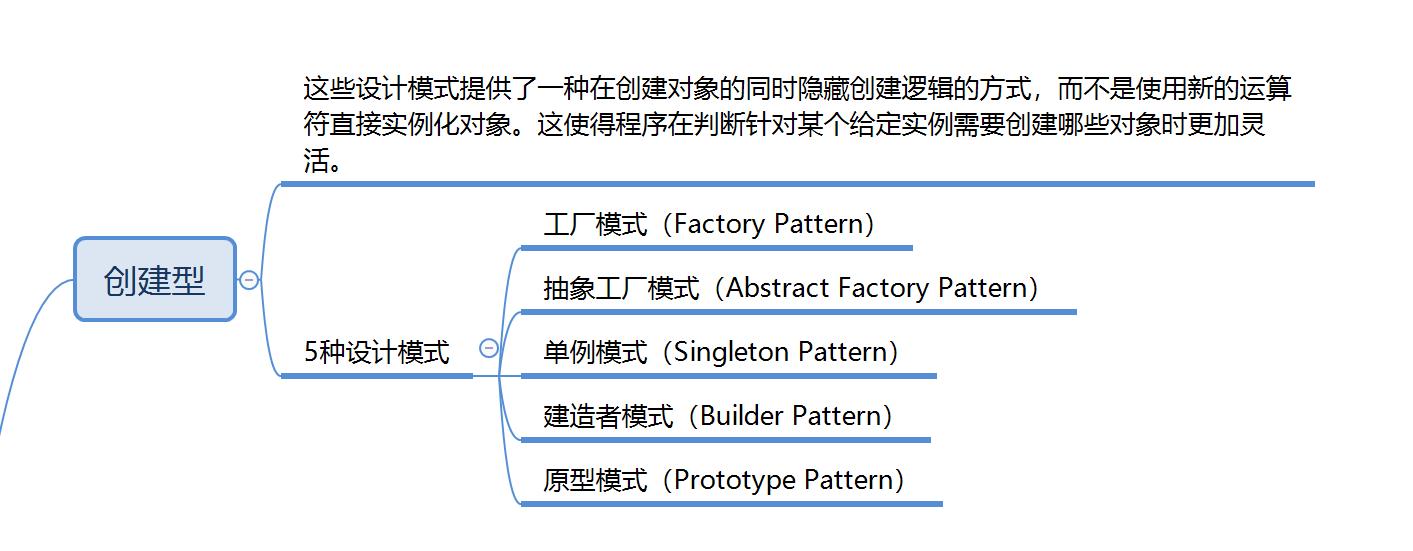 这些设计模式提供了一种在创建对象的同时隐藏创建逻辑的方式，而不是使用新的运算
符直接实例化对象。这使得程序在判断针对某个给定实例需要创建哪些对象时更加灵
活。
创建型
5种设计模式
工厂模式（Factory Pattern）
抽象工厂模式（Abstract Factory Pattern）
单例模式（Singleton Pattern）
建造者模式（Builder Pattern）
原型模式（Prototype Pattern）